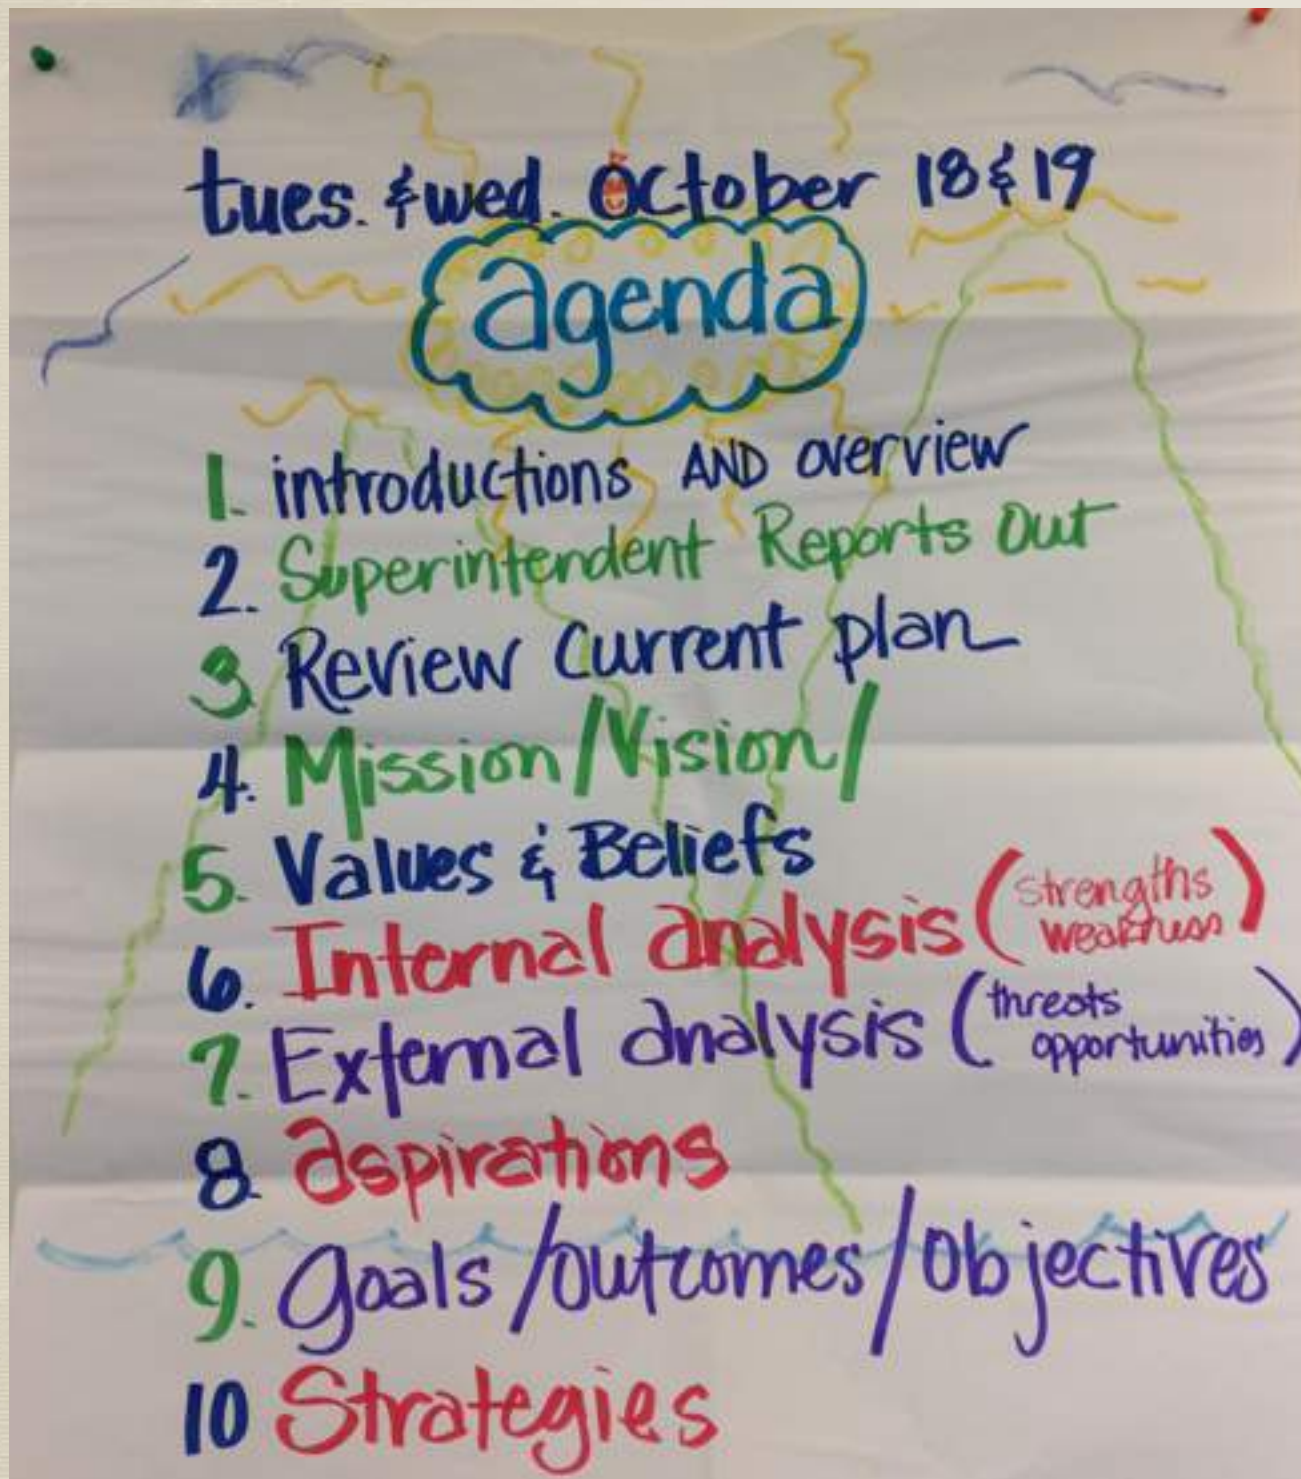 tues. & wed. October 18 & 19
agenda
1. introductions AND overview
2. Superintendent Reports Out
3. Review Current plan
4. Mission/Vision/
5. Values & Beliefs
6. Internal analysis (strengths
weakness)
7. External analysis (threats
opportunities)
8. aspirations
9. goals/outcomes/objectives
10 Strategies